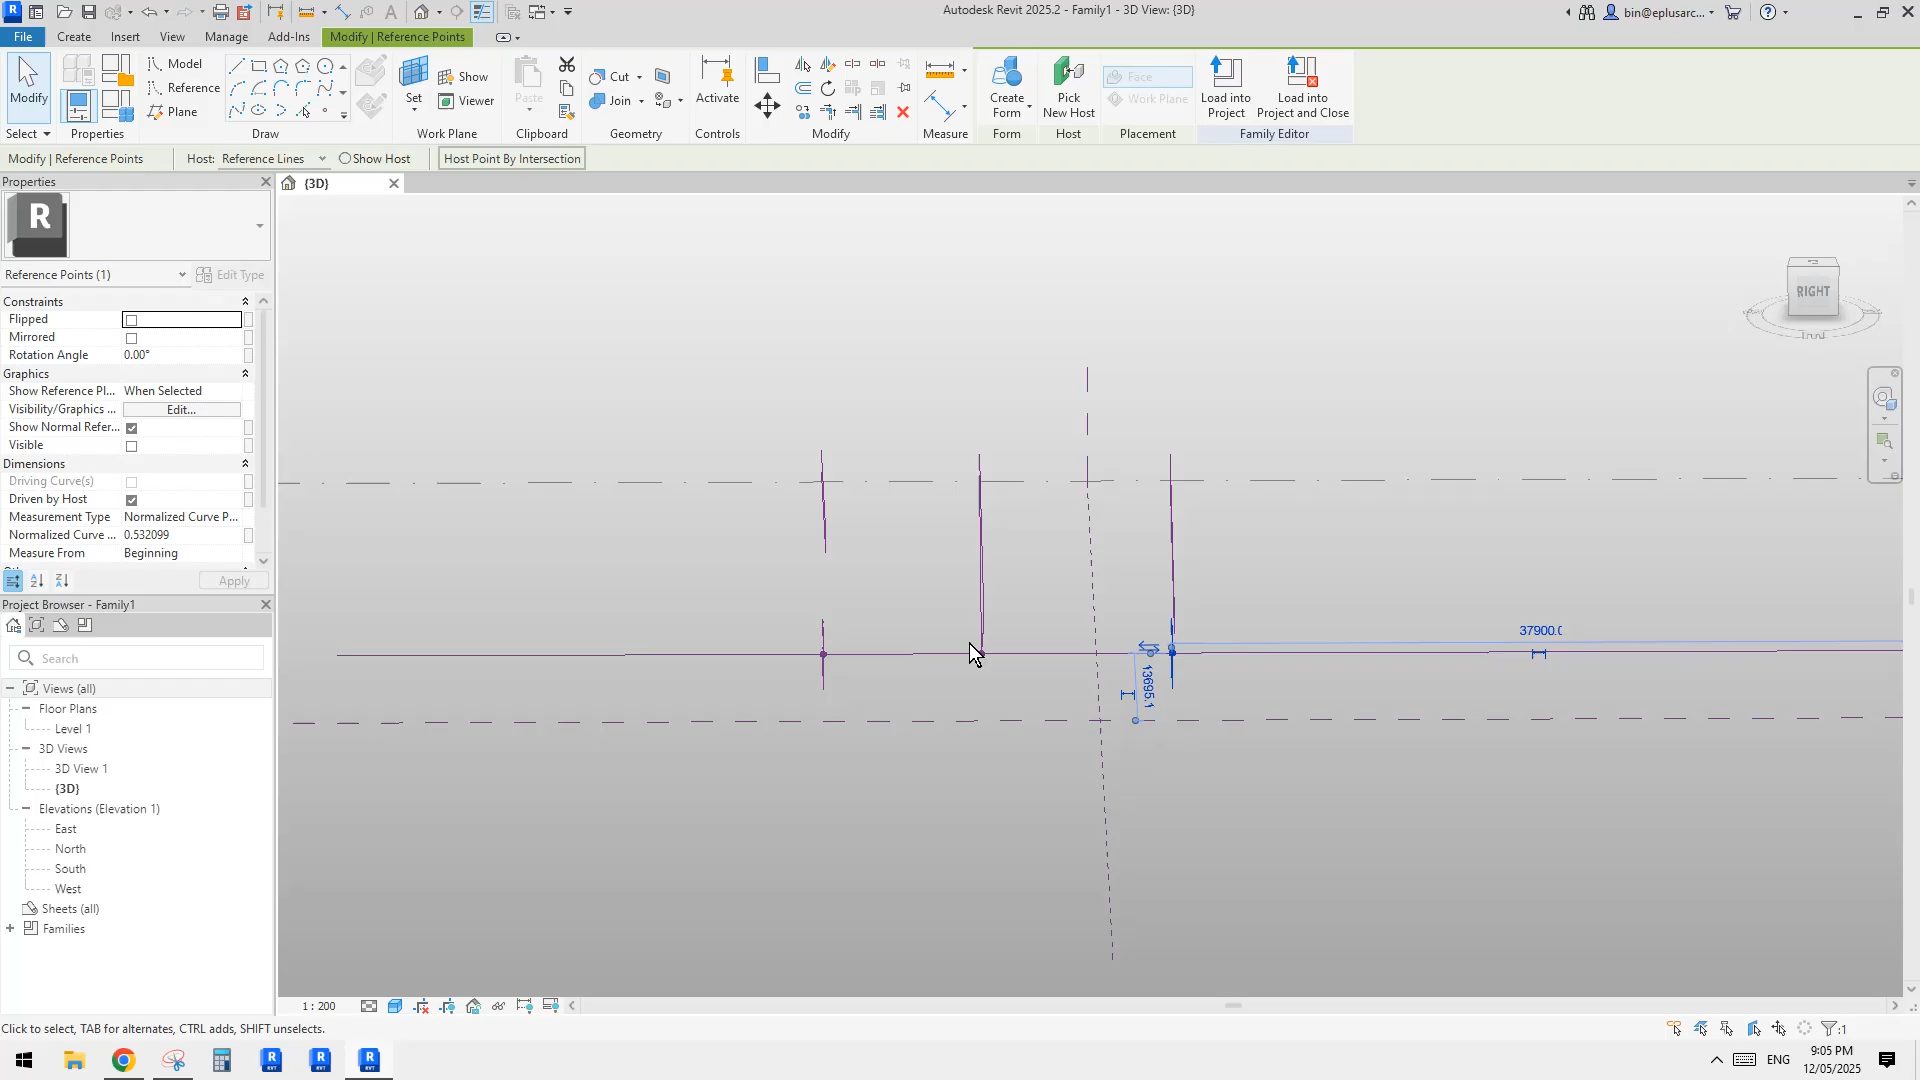 Autodesk Revit 2025.2 - Family1 - 3D View: {3D}
bin@eplusarc...
File
Create
Insert
View
Manage
Add-Ins
Modify | Reference Points
Modify
Select
Properties
Model
Reference
Plane
Draw
Set
Show
Viewer
Work Plane
Paste
Clipboard
Cut
Join
Geometry
Activate
Controls
Modify
Measure
Create Form
Form
Pick New Host
Host
Face
Work Plane
Placement
Load into Project
Load into Project and Close
Family Editor
Modify | Reference Points
Host: Reference Lines
Show Host
Host Point By Intersection
Properties
{3D}
R
Reference Points (1)
Edit Type
Constraints
Flipped
Mirrored
Rotation Angle 0.00°
Graphics
Show Reference Pl... When Selected
Visibility/Graphics ... Edit...
Show Normal Refer...
Visible
Dimensions
Driving Curve(s)
Driven by Host
Measurement Type Normalized Curve P...
Normalized Curve ... 0.532099
Measure From Beginning
Apply
Project Browser - Family1
Search
Views (all)
Floor Plans
Level 1
3D Views
3D View 1
{3D}
Elevations (Elevation 1)
East
North
South
West
Sheets (all)
Families
RIGHT
37900.0
13695.1
1 : 200
Click to select, TAB for alternates, CTRL adds, SHIFT unselects.
:1
ENG
9:05 PM
12/05/2025